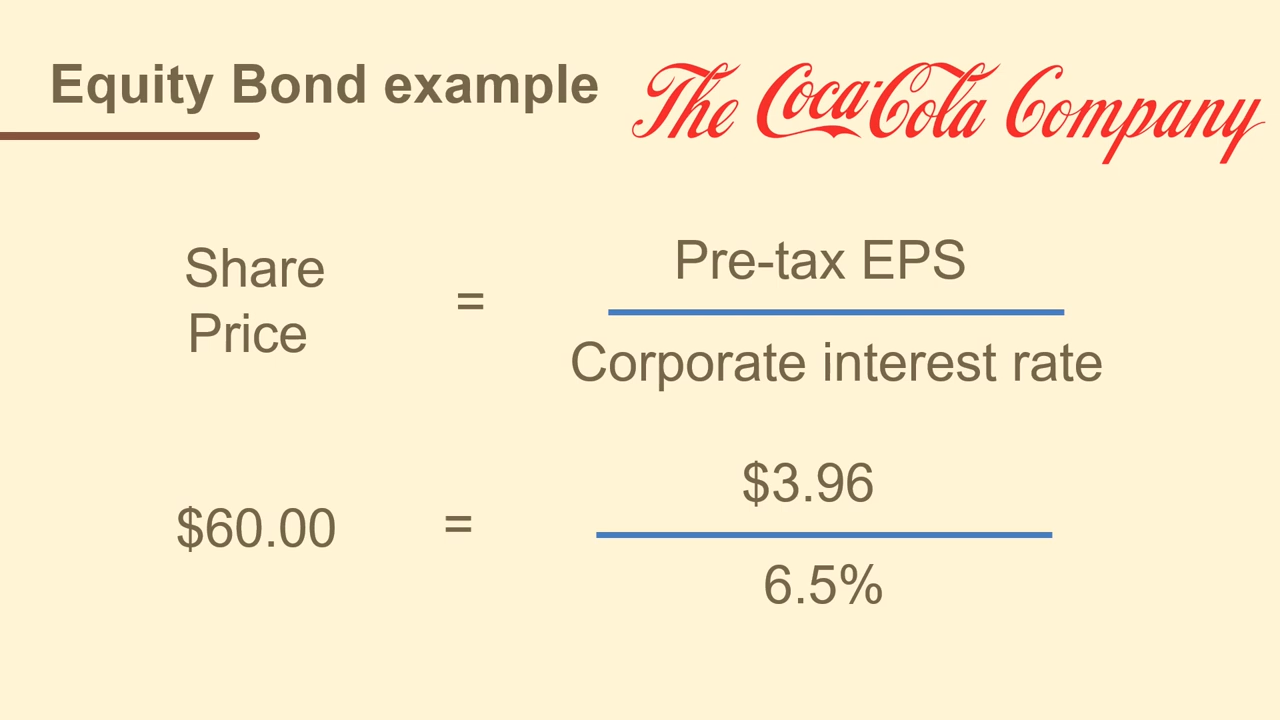 Equity Bond example
The Coca-Cola Company
Share
Price
=
Pre-tax EPS
Corporate interest rate
$60.00
=
$3.96
6.5%